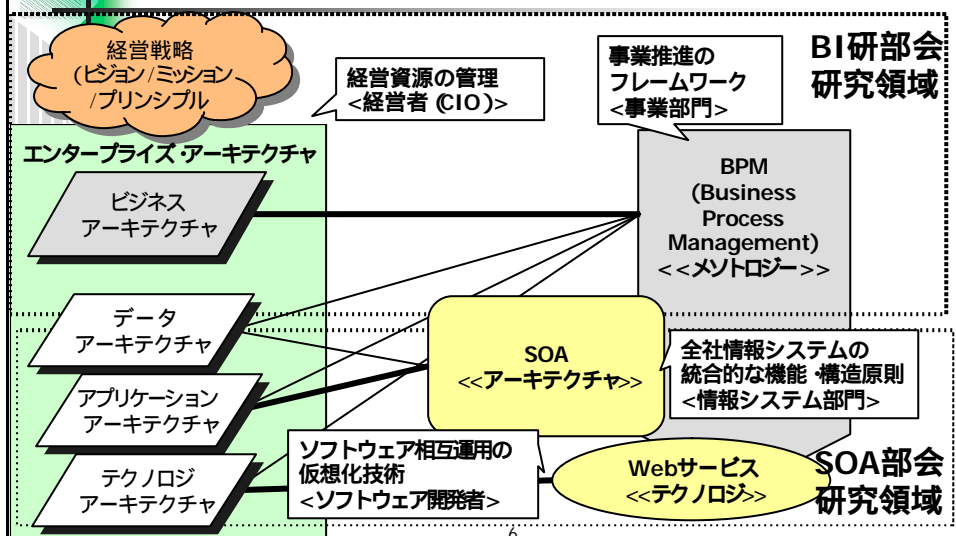 経営戦略
(ビジョン/ミッション
/プリンシプル
経営資源の管理
<経営者(CIO)>
事業推進の
フレームワーク
<事業部門>
BI研部会
研究領域
エンタープライズ・アーキテクチャ
ビジネス
アーキテクチャ
BPM
(Business
Process
Management)
<<メソトロジー>>
データ
アーキテクチャ
SOA
<<アーキテクチャ>>
全社情報システムの
統合的な機能・構造原則
<情報システム部門>
アプリケーション
アーキテクチャ
ソフトウェア相互運用の
仮想化技術
<ソフトウェア開発者>
テクノロジ
アーキテクチャ
Webサービス
<<テクノロジ>>
SOA部会
研究領域
6